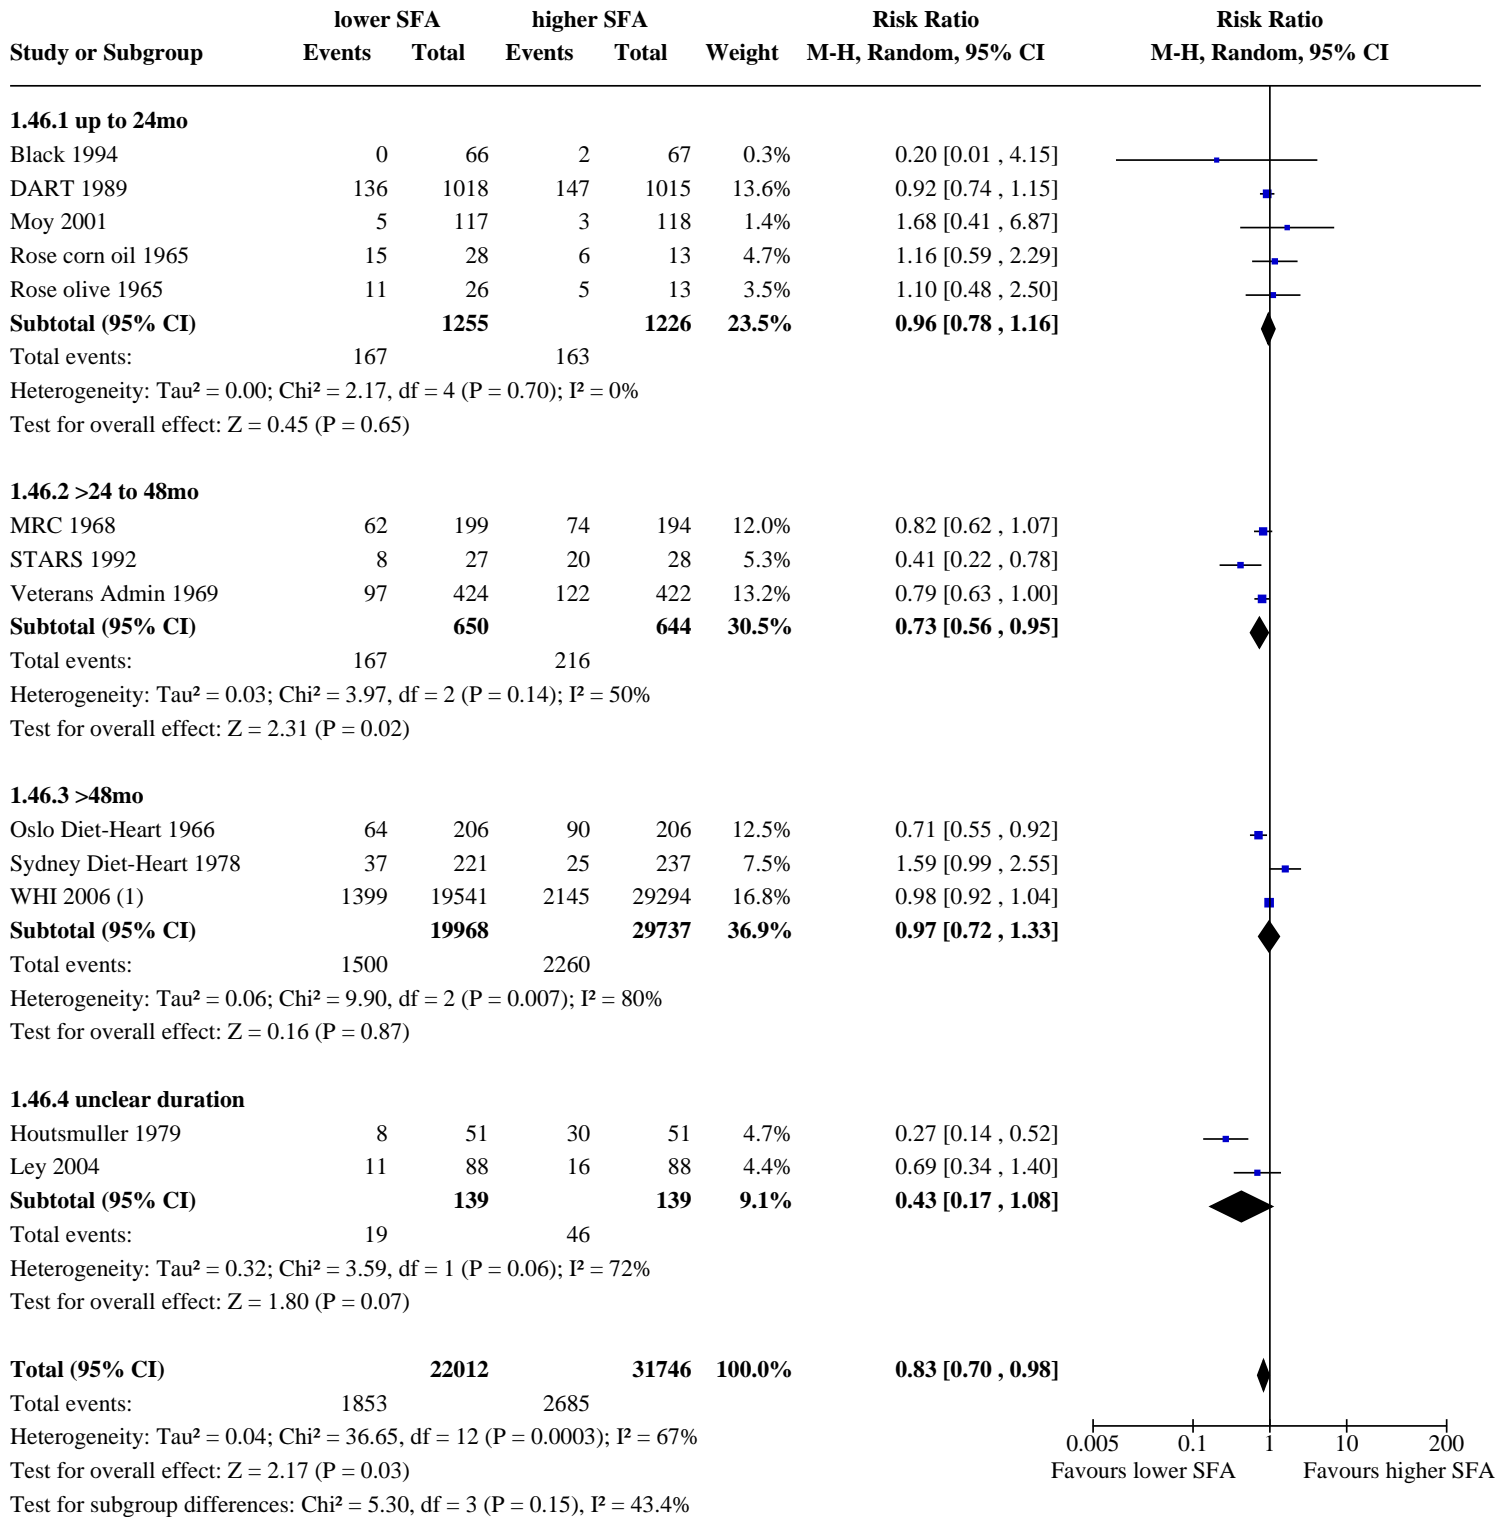 lower SFA higher SFA Risk Ratio Risk Ratio
Study or Subgroup Events Total Events Total Weight M-H, Random, 95% CI M-H, Random, 95% CI
1.46.1 up to 24mo
Black 1994 0 66 2 67 0.3% 0.20 [0.01 , 4.15]
DART 1989 136 1018 147 1015 13.6% 0.92 [0.74 , 1.15]
Moy 2001 5 117 3 118 1.4% 1.68 [0.41 , 6.87]
Rose corn oil 1965 15 28 6 13 4.7% 1.16 [0.59 , 2.29]
Rose olive 1965 11 26 5 13 3.5% 1.10 [0.48 , 2.50]
Subtotal (95% CI) 1255 1226 23.5% 0.96 [0.78 , 1.16]
Total events: 167 163
Heterogeneity: Tau² = 0.00; Chi² = 2.17, df = 4 (P = 0.70); I² = 0%
Test for overall effect: Z = 0.45 (P = 0.65)
1.46.2 >24 to 48mo
MRC 1968 62 199 74 194 12.0% 0.82 [0.62 , 1.07]
STARS 1992 8 27 20 28 5.3% 0.41 [0.22 , 0.78]
Veterans Admin 1969 97 424 122 422 13.2% 0.79 [0.63 , 1.00]
Subtotal (95% CI) 650 644 30.5% 0.73 [0.56 , 0.95]
Total events: 167 216
Heterogeneity: Tau² = 0.03; Chi² = 3.97, df = 2 (P = 0.14); I² = 50%
Test for overall effect: Z = 2.31 (P = 0.02)
1.46.3 >48mo
Oslo Diet-Heart 1966 64 206 90 206 12.5% 0.71 [0.55 , 0.92]
Sydney Diet-Heart 1978 37 221 25 237 7.5% 1.59 [0.99 , 2.55]
WHI 2006 (1) 1399 19541 2145 29294 16.8% 0.98 [0.92 , 1.04]
Subtotal (95% CI) 19968 29737 36.9% 0.97 [0.72 , 1.33]
Total events: 1500 2260
Heterogeneity: Tau² = 0.06; Chi² = 9.90, df = 2 (P = 0.007); I² = 80%
Test for overall effect: Z = 0.16 (P = 0.87)
1.46.4 unclear duration
Houtsmuller 1979 8 51 30 51 4.7% 0.27 [0.14 , 0.52]
Ley 2004 11 88 16 88 4.4% 0.69 [0.34 , 1.40]
Subtotal (95% CI) 139 139 9.1% 0.43 [0.17 , 1.08]
Total events: 19 46
Heterogeneity: Tau² = 0.32; Chi² = 3.59, df = 1 (P = 0.06); I² = 72%
Test for overall effect: Z = 1.80 (P = 0.07)
Total (95% CI) 22012 31746 100.0% 0.83 [0.70 , 0.98]
Total events: 1853 2685
Heterogeneity: Tau² = 0.04; Chi² = 36.65, df = 12 (P = 0.0003); I² = 67% 0.005 0.1 1 10 200
Test for overall effect: Z = 2.17 (P = 0.03) Favours lower SFA Favours higher SFA
Test for subgroup differences: Chi² = 5.30, df = 3 (P = 0.15), I² = 43.4%